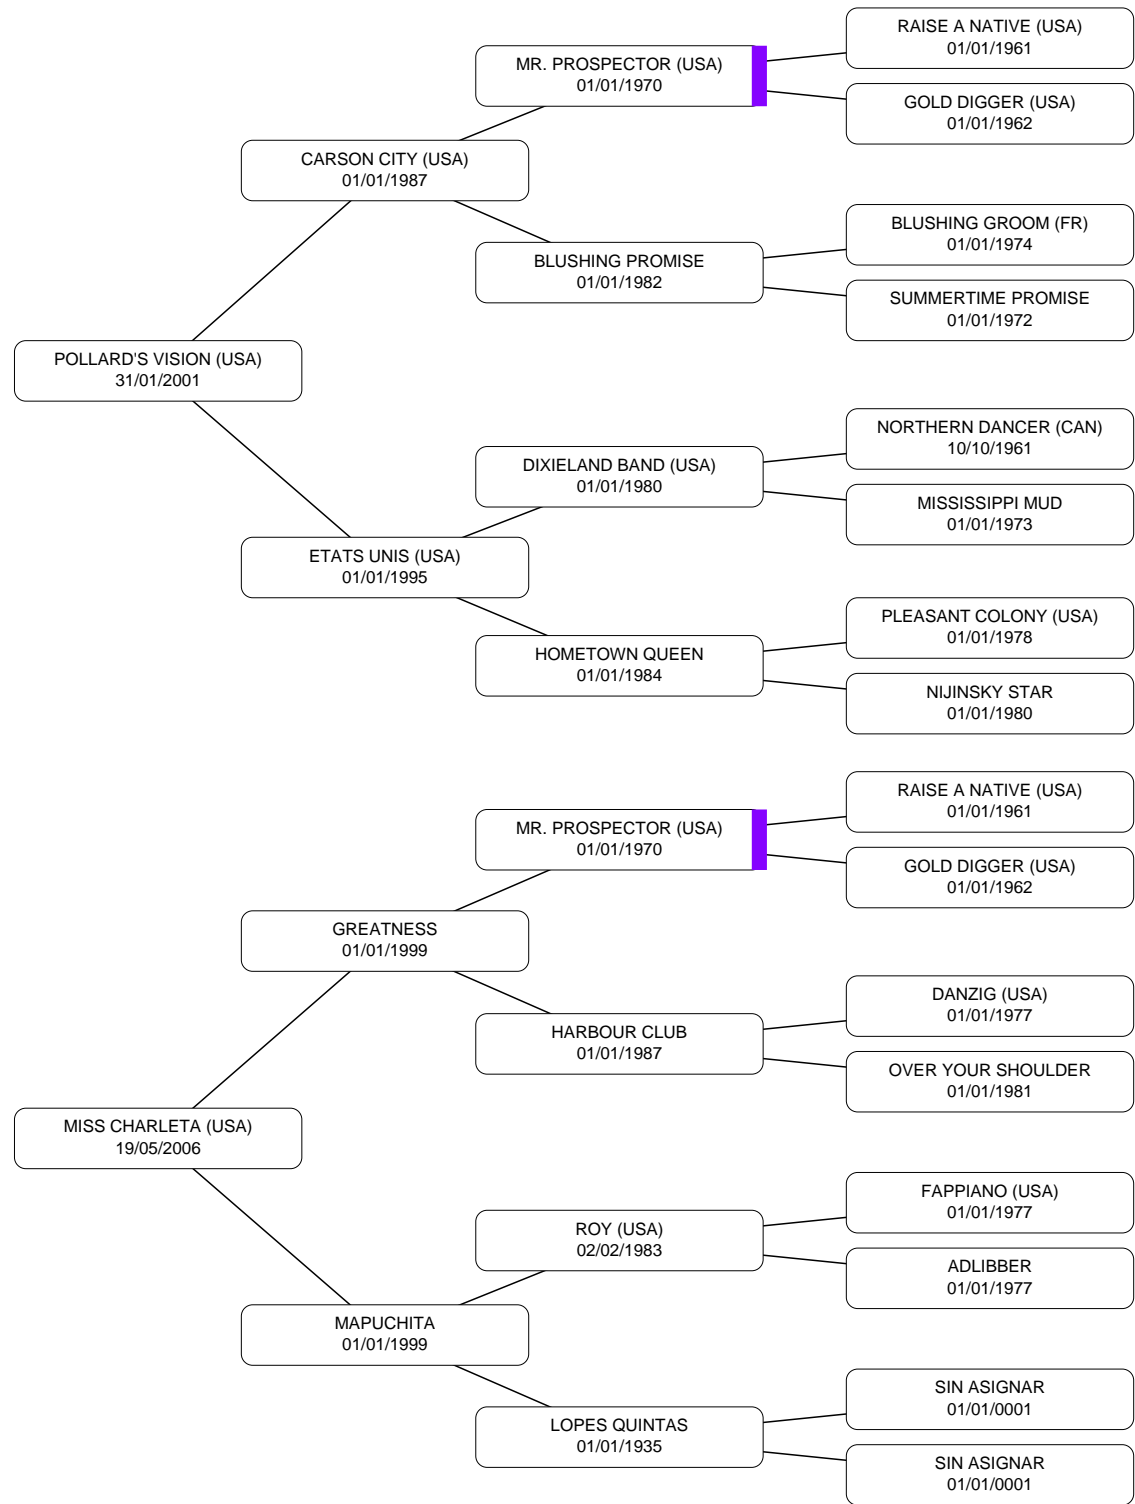 RAISE A NATIVE (USA)
01/01/1961
MR. PROSPECTOR (USA)
01/01/1970
GOLD DIGGER (USA)
01/01/1962
CARSON CITY (USA)
01/01/1987
BLUSHING GROOM (FR)
01/01/1974
BLUSHING PROMISE
01/01/1982
SUMMERTIME PROMISE
01/01/1972
POLLARD'S VISION (USA)
31/01/2001
NORTHERN DANCER (CAN)
10/10/1961
DIXIELAND BAND (USA)
01/01/1980
MISSISSIPPI MUD
01/01/1973
ETATS UNIS (USA)
01/01/1995
PLEASANT COLONY (USA)
01/01/1978
HOMETOWN QUEEN
01/01/1984
NIJINSKY STAR
01/01/1980
RAISE A NATIVE (USA)
01/01/1961
MR. PROSPECTOR (USA)
01/01/1970
GOLD DIGGER (USA)
01/01/1962
GREATNESS
01/01/1999
DANZIG (USA)
01/01/1977
HARBOUR CLUB
01/01/1987
OVER YOUR SHOULDER
01/01/1981
MISS CHARLETA (USA)
19/05/2006
FAPPIANO (USA)
01/01/1977
ROY (USA)
02/02/1983
ADLIBBER
01/01/1977
MAPUCHITA
01/01/1999
SIN ASIGNAR
01/01/0001
LOPES QUINTAS
01/01/1935
SIN ASIGNAR
01/01/0001